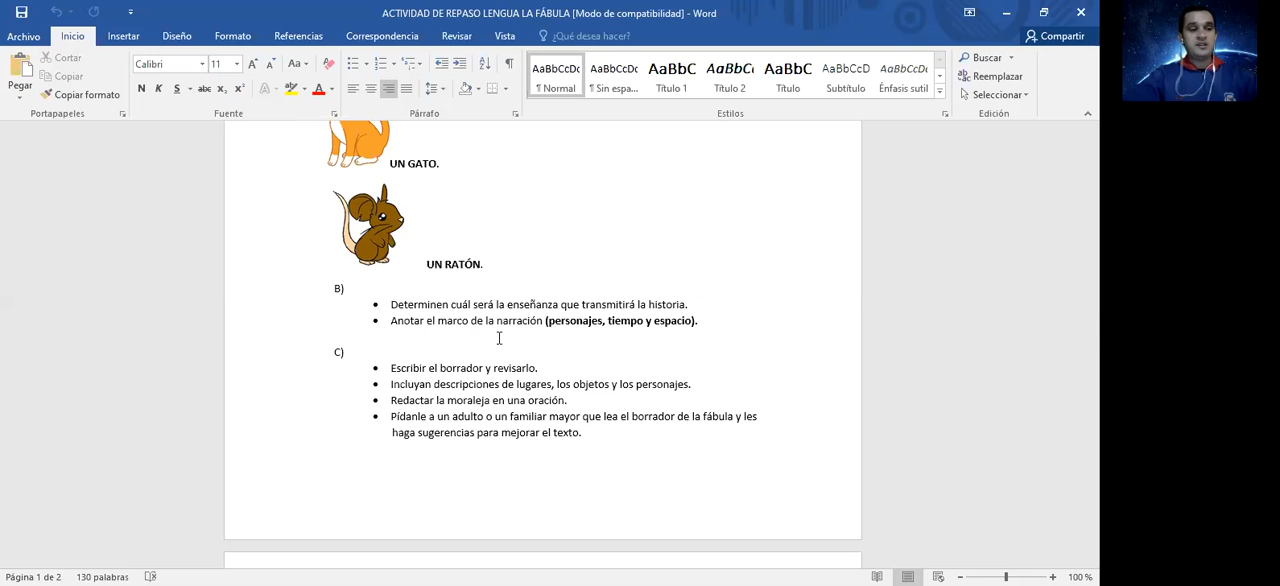 ACTIVIDAD DE REPASO LENGUA LA FÁBULA [Modo de compatibilidad] - Word
Archivo Inicio Insertar Diseño Formato Referencias Correspondencia Revisar Vista ¿Qué desea hacer? Compartir
Pegar
Cortar
Copiar
Copiar formato
Portapapeles
Calibri 11 Aa
N K S abc x₂ x² A A
Fuente
Párrafo
AaBbCcDc AaBbCcDc AaBbC AaBbCc AaBbC AaBbCcD AaBbCcDc
¶ Normal ¶ Sin espa... Título 1 Título 2 Título Subtítulo Énfasis sutil
Estilos
Buscar
Reemplazar
Seleccionar
Edición
UN GATO.
UN RATÓN.
B)
• Determinen cuál será la enseñanza que transmitirá la historia.
• Anotar el marco de la narración (personajes, tiempo y espacio).
C)
• Escribir el borrador y revisarlo.
• Incluyan descripciones de lugares, los objetos y los personajes.
• Redactar la moraleja en una oración.
• Pídanle a un adulto o un familiar mayor que lea el borrador de la fábula y les
haga sugerencias para mejorar el texto.
Página 1 de 2 130 palabras 100 %